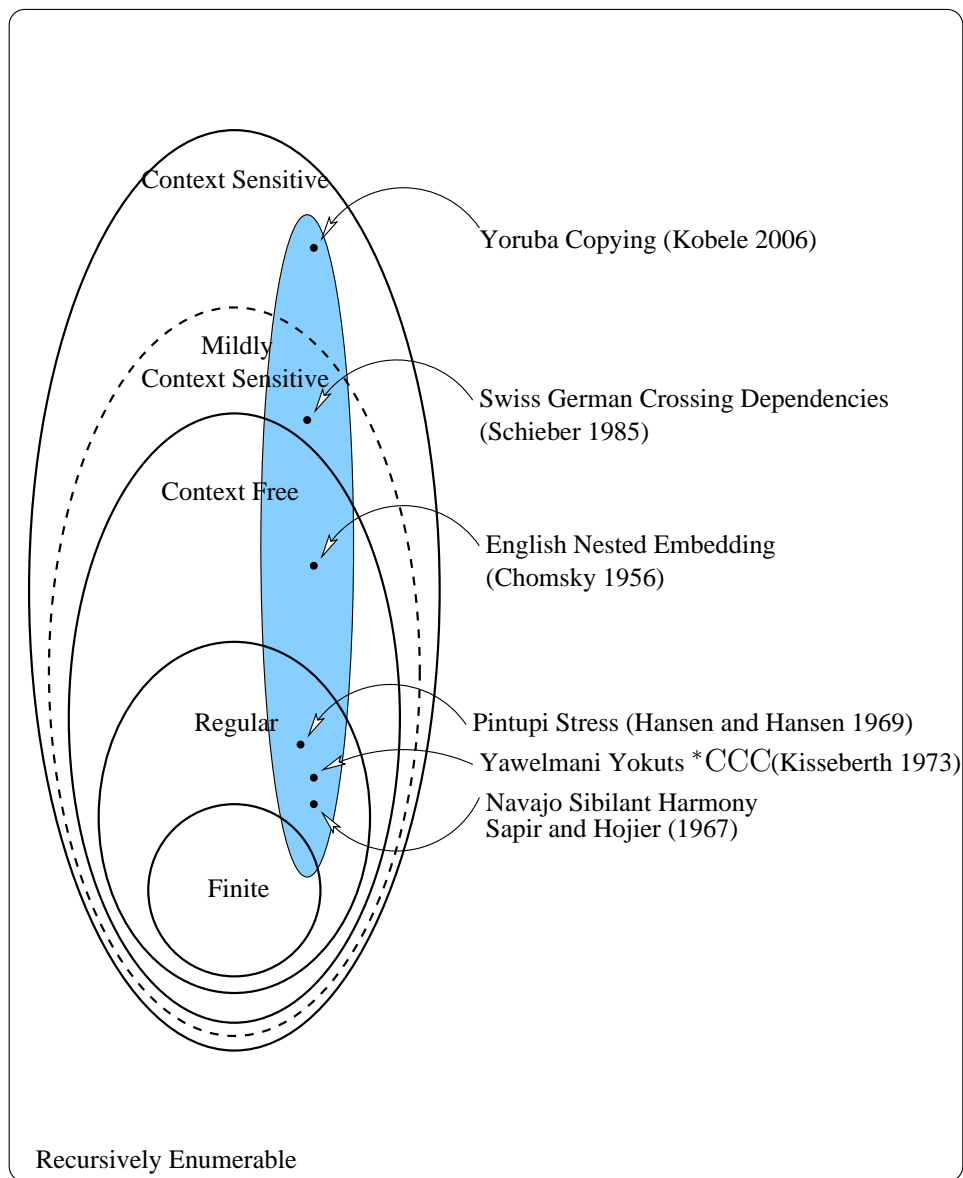 Context Sensitive
Yoruba Copying (Kobele 2006)
Mildly
Context Sensitive
Swiss German Crossing Dependencies
(Schieber 1985)
Context Free
English Nested Embedding
(Chomsky 1956)
Regular
Pintupi Stress (Hansen and Hansen 1969)
Yawelmani Yokuts *CCC(Kisseberth 1973)
Navajo Sibilant Harmony
Sapir and Hojier (1967)
Finite
Recursively Enumerable